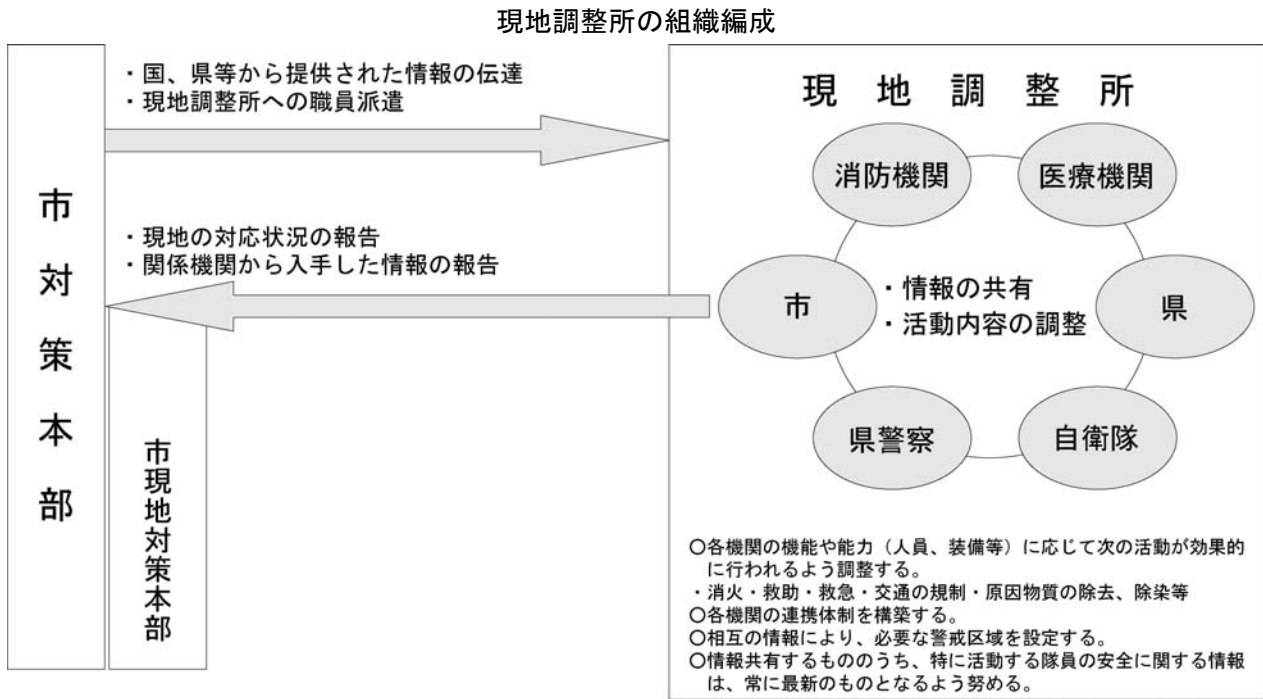 現地調整所の組織編成
市対策本部
市現地対策本部
・国、県等から提供された情報の伝達
・現地調整所への職員派遣
・現地の対応状況の報告
・関係機関から入手した情報の報告
現地調整所
消防機関
医療機関
市
・情報の共有
・活動内容の調整
県
県警察
自衛隊
〇各機関の機能や能力（人員、装備等）に応じて次の活動が効果的
に行われるよう調整する。
・消火・救助・救急・交通の規制・原因物質の除去、除染等
〇各機関の連携体制を構築する。
〇相互の情報により、必要な警戒区域を設定する。
〇情報共有するもののうち、特に活動する隊員の安全に関する情報
は、常に最新のものとなるよう努める。